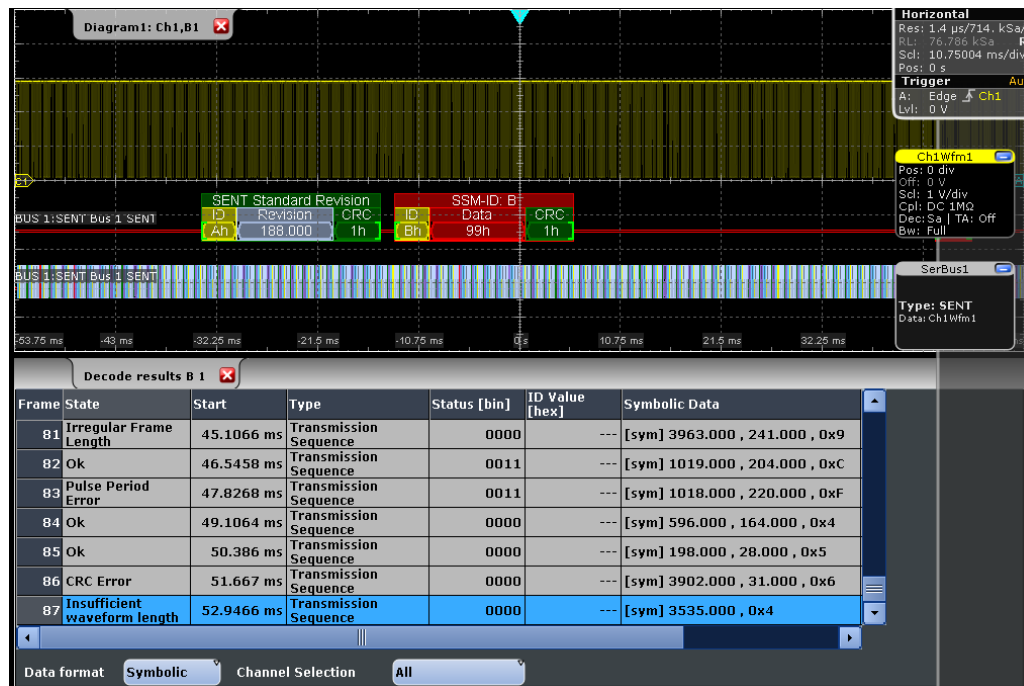 Diagram1: Ch1,B1
Horizontal
Res: 1.4 µs/714. kSa/
RL: 76.786 kSa R
Scl: 10.75004 ms/div
Pos: 0 s
Trigger Au
A: Edge Ch1
Lvl: 0 V
C1
Ch1Wfm1
Pos: 0 div
Off: 0 V
Scl: 1 V/div
Cpl: DC 1MΩ
Dec: Sa | TA: Off
Bw: Full
SENT Standard Revision SSM-ID: B
ID Revision CRC ID Data CRC
BUS 1:SENT Bus 1 SENT
Ah 188.000 1h Bh 99h 1h
BUS 1:SENT Bus 1 SENT
SerBus1
Type: SENT
Data: Ch1Wfm1
-53.75 ms -43 ms -32.25 ms -21.5 ms -10.75 ms 0 s 10.75 ms 21.5 ms 32.25 ms
Decode results B 1
Frame State Start Type Status [bin] ID Value [hex] Symbolic Data
81 Irregular Frame Length 45.1066 ms Transmission Sequence 0000 --- [sym] 3963.000 , 241.000 , 0x9
82 Ok 46.5458 ms Transmission Sequence 0011 --- [sym] 1019.000 , 204.000 , 0xC
83 Pulse Period Error 47.8268 ms Transmission Sequence 0011 --- [sym] 1018.000 , 220.000 , 0xF
84 Ok 49.1064 ms Transmission Sequence 0000 --- [sym] 596.000 , 164.000 , 0x4
85 Ok 50.386 ms Transmission Sequence 0000 --- [sym] 198.000 , 28.000 , 0x5
86 CRC Error 51.667 ms Transmission Sequence 0000 --- [sym] 3902.000 , 31.000 , 0x6
87 Insufficient waveform length 52.9466 ms Transmission Sequence 0000 --- [sym] 3535.000 , 0x4
Data format Symbolic Channel Selection All